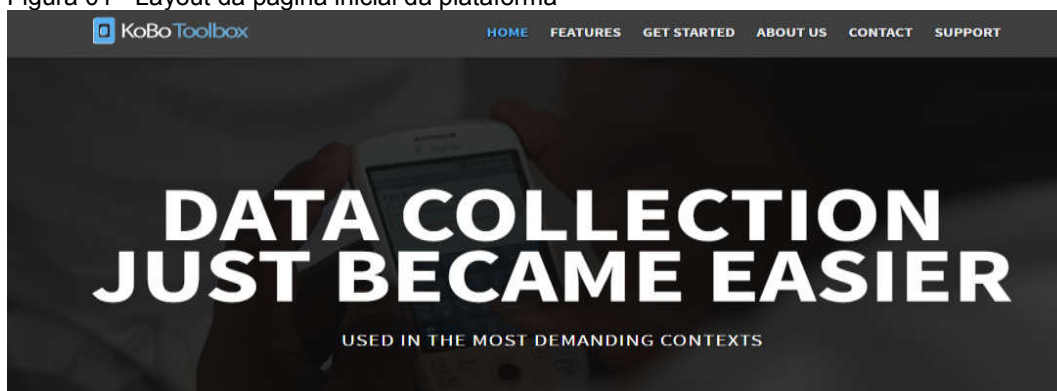 Figura 01 - Layout da página inicial da plataforma
KoBo Toolbox
HOME FEATURES GET STARTED ABOUT US CONTACT SUPPORT
DATA COLLECTION
JUST BECAME EASIER
USED IN THE MOST DEMANDING CONTEXTS